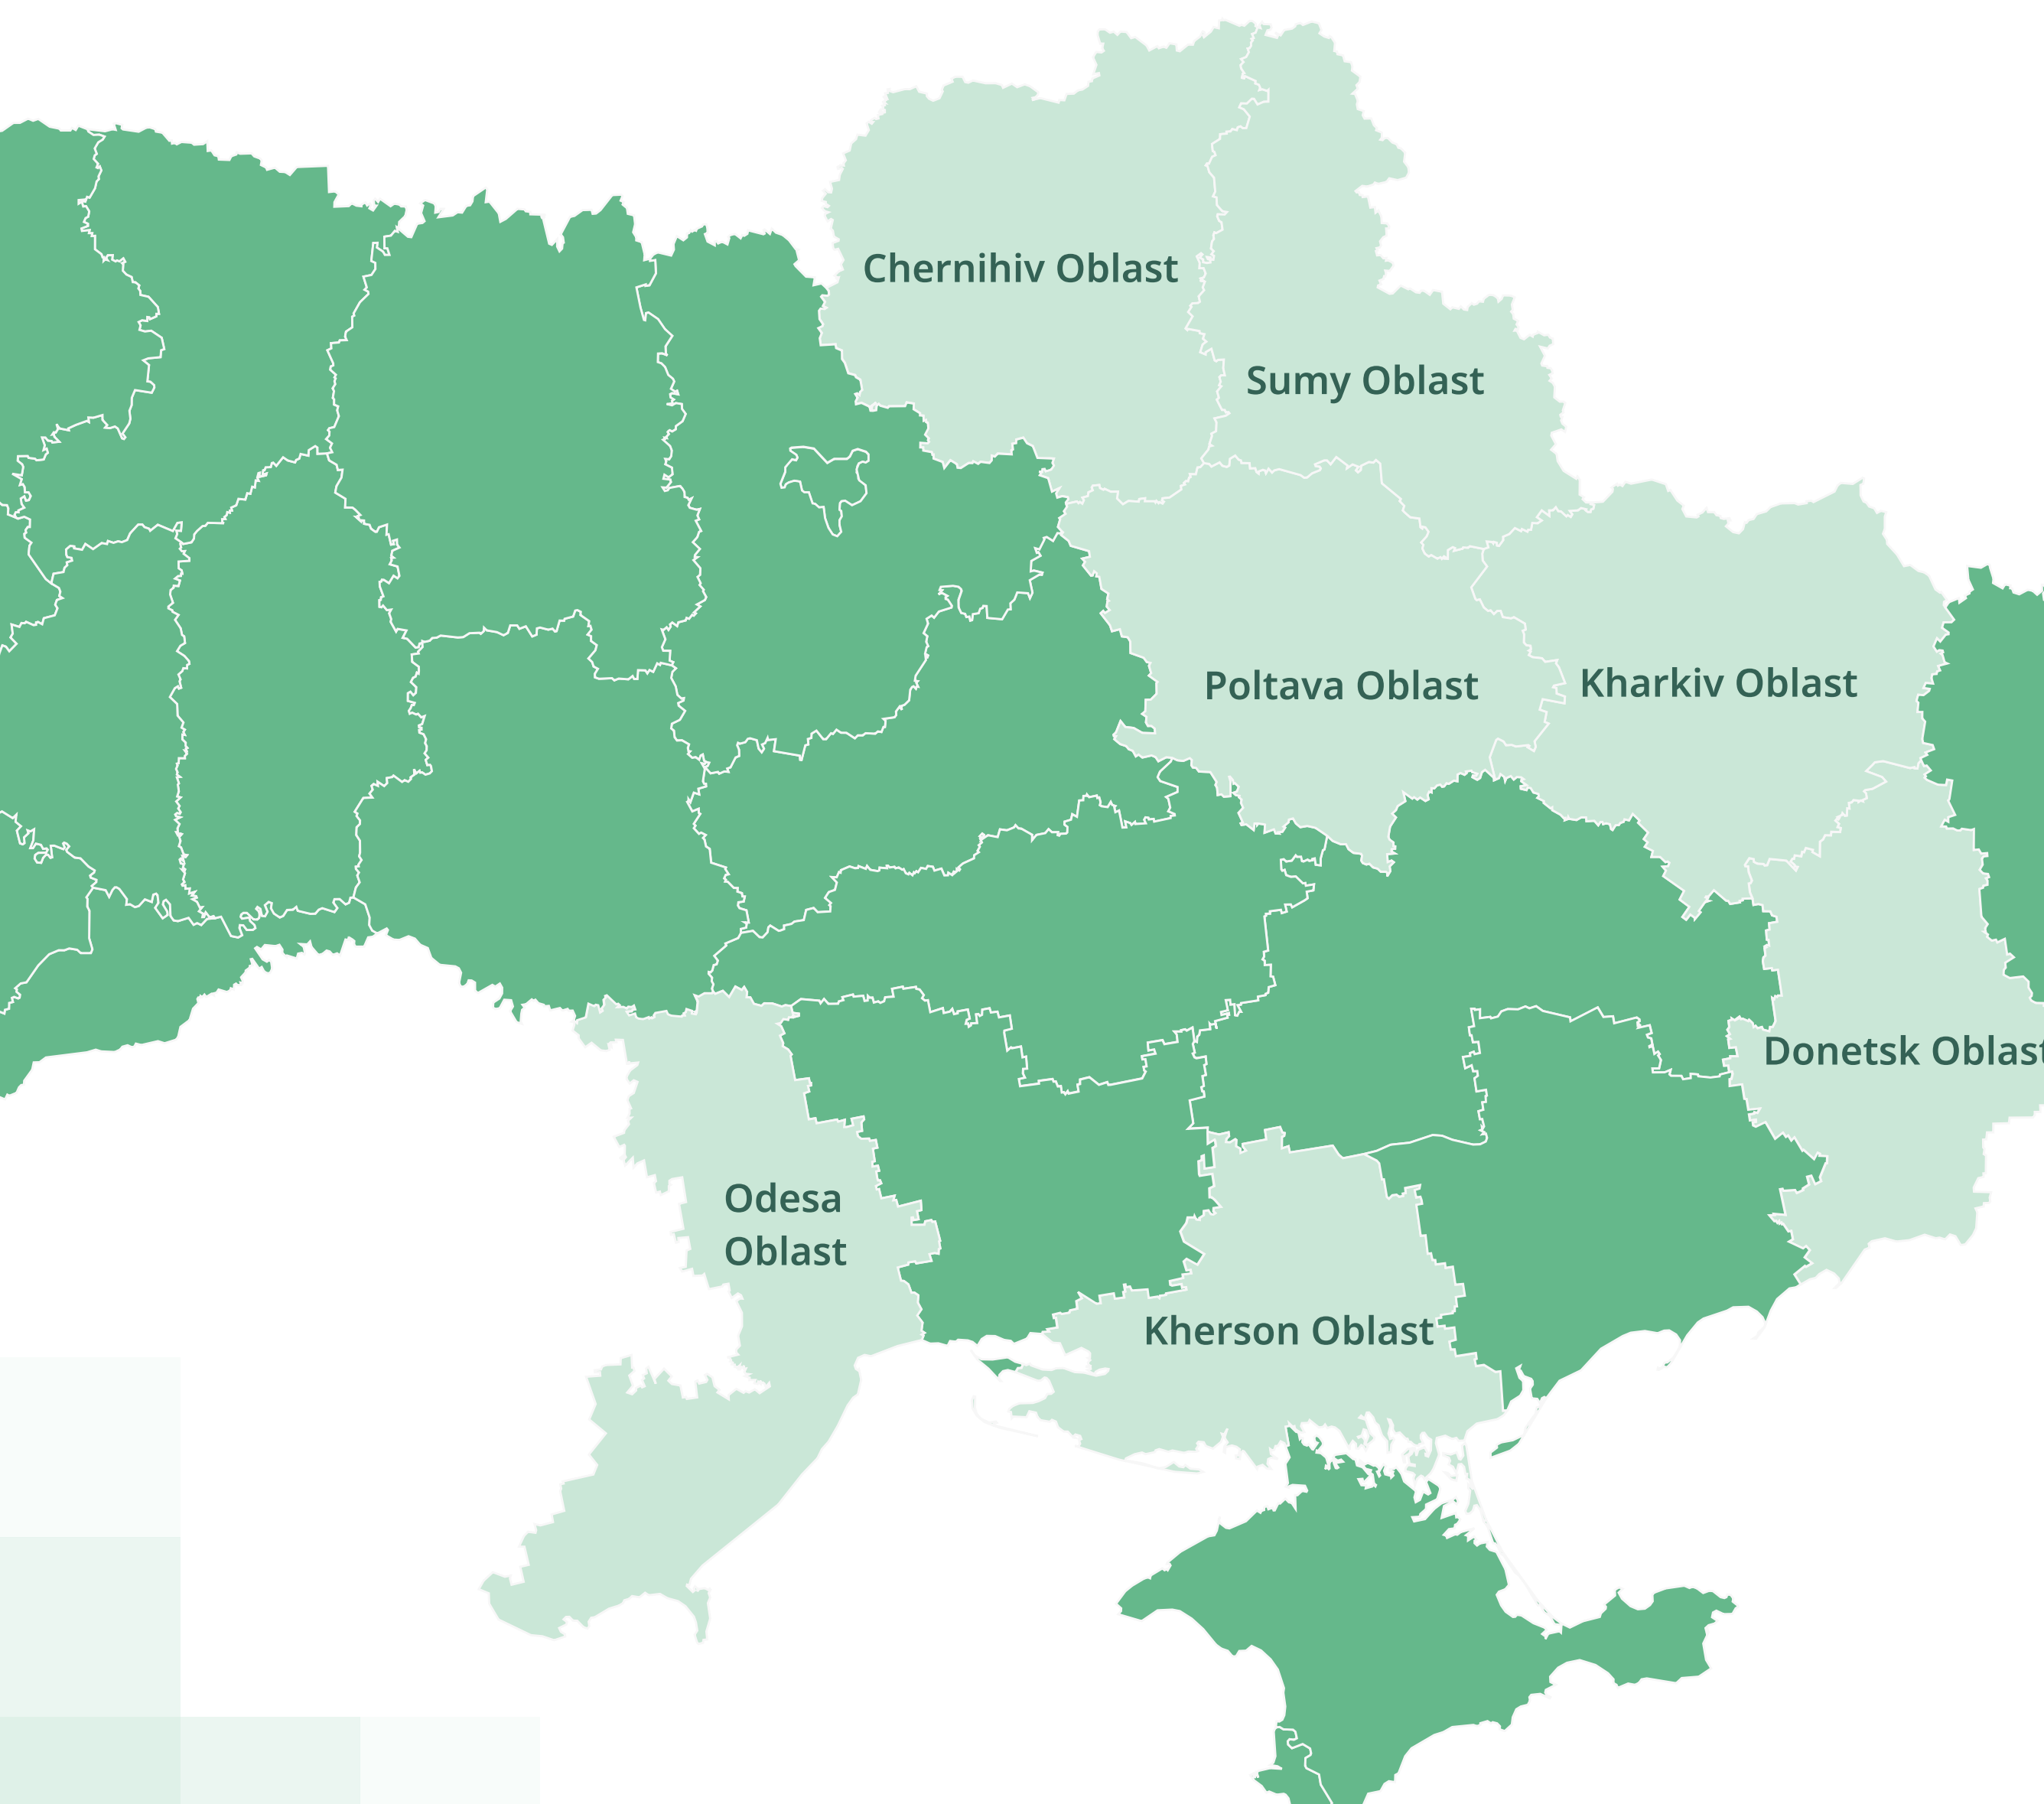 Chernihiv Oblast
Sumy Oblast
Poltava Oblast
Kharkiv Oblast
Donetsk Oblast
Odesa
Oblast
Kherson Oblast